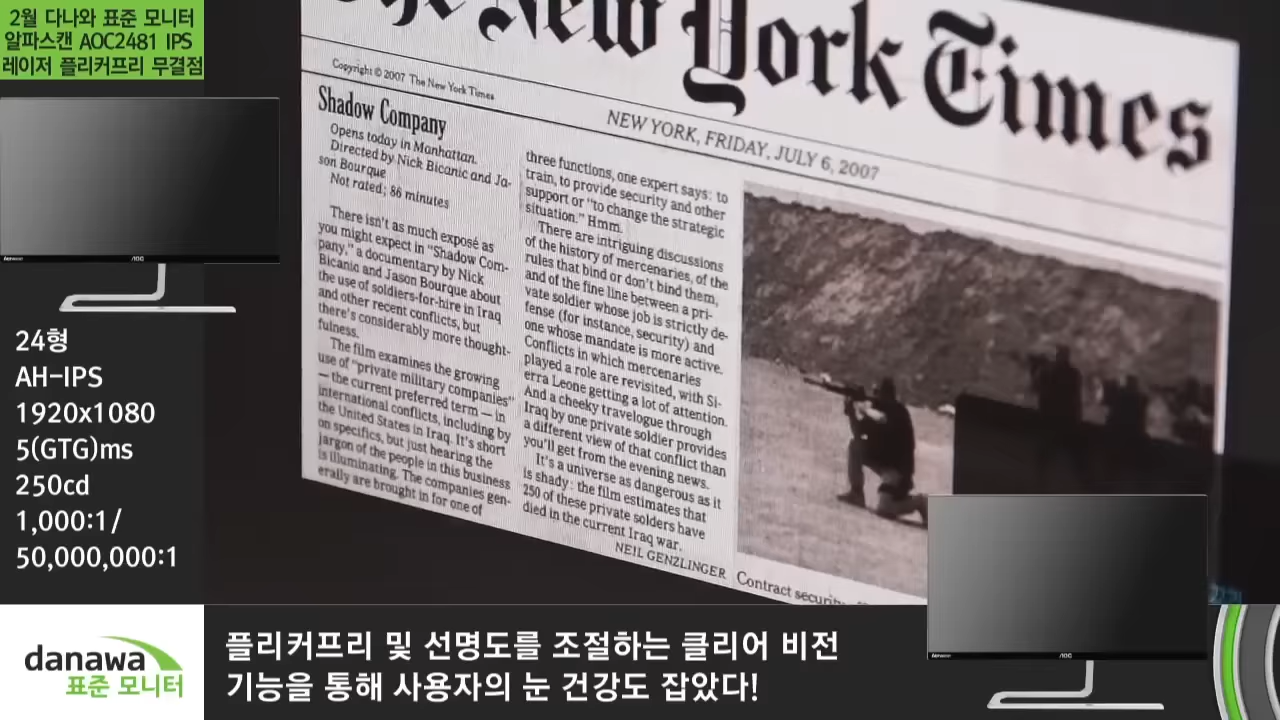 2월 다나와 표준 모니터
알파스캔 AOC2481 IPS
레이저 플리커프리 무결점
24형
AH-IPS
1920x1080
5(GTG)ms
250cd
1,000:1/
50,000,000:1
The New York Times
Copyright © 2007 The New York Times
NEW YORK, FRIDAY, JULY 6, 2007
Shadow Company
Opens today in Manhattan.
Directed by Nick Bicanic and Ja-
son Bourque
Not rated; 86 minutes
There isn't as much exposé as
you might expect in "Shadow Com-
pany," a documentary by Nick
Bicanic and Jason Bourque about
the use of soldiers-for-hire in Iraq
and other recent conflicts, but
there's considerably more thought-
fulness.
The film examines the growing
use of "private military companies"
— the current preferred term — in
international conflicts, including by
the United States in Iraq. It's short
on specifics, but just hearing the
jargon of the people in this business
is illuminating. The companies gen-
erally are brought in for one of
three functions, one expert says: to
train, to provide security and other
support or "to change the strategic
situation." Hmm.
There are intriguing discussions
of the history of mercenaries, of the
rules that bind or don't bind them,
and of the fine line between a pri-
vate soldier whose job is strictly de-
fense (for instance, security) and
one whose mandate is more active.
Conflicts in which mercenaries
played a role are revisited, with Si-
erra Leone getting a lot of attention.
And a cheeky travelogue through
Iraq by one private soldier provides
a different view of that conflict than
you'll get from the evening news.
It's a universe as dangerous as it
is shady: the film estimates that
250 of these private solders have
died in the current Iraq war.
NEIL GENZLINGER
Contract security
AOC
AOC
danawa
표준 모니터
플리커프리 및 선명도를 조절하는 클리어 비전
기능을 통해 사용자의 눈 건강도 잡았다!